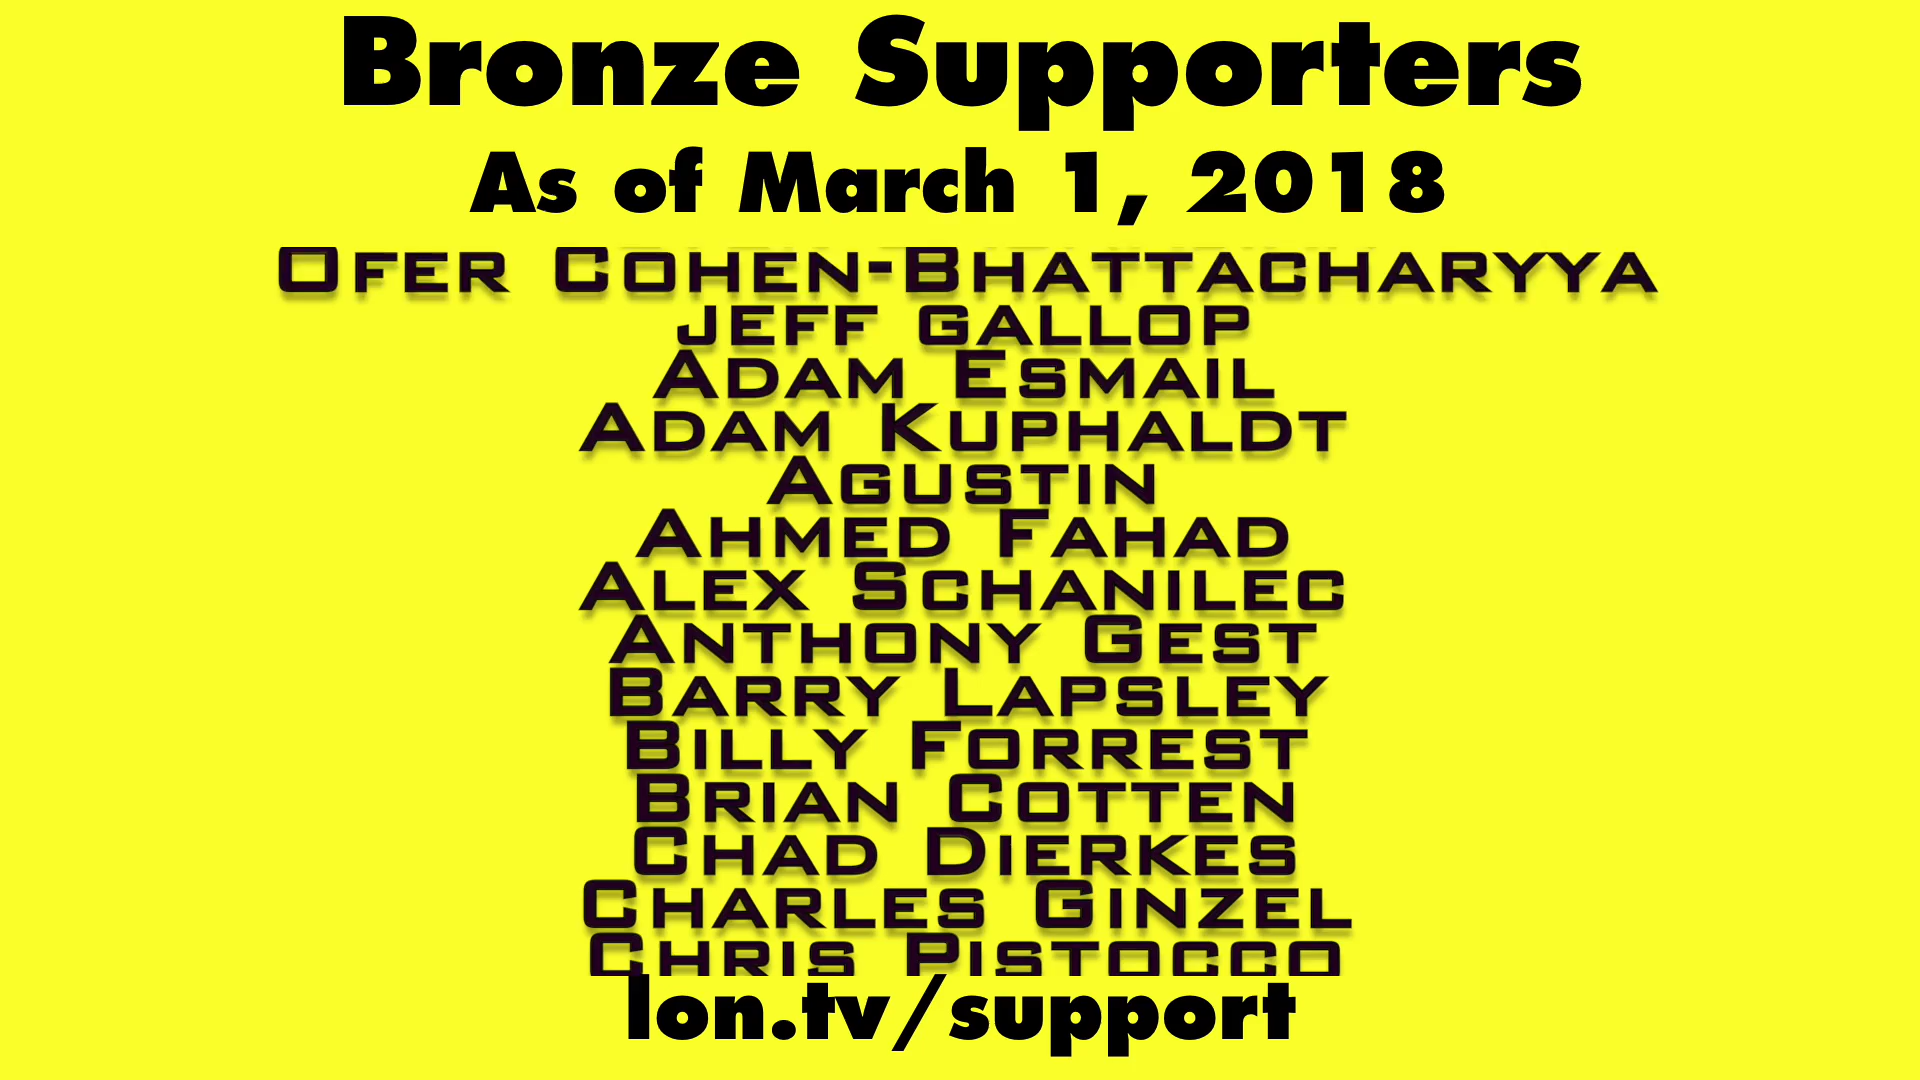 Bronze Supporters
As of March 1, 2018
Ofer Cohen-Bhattacharyya
jeff gallop
Adam Esmail
Adam Kuphaldt
Agustin
Ahmed Fahad
Alex Schanilec
Anthony Gest
Barry Lapsley
Billy Forrest
Brian Cotten
Chad Dierkes
Charles Ginzel
Chris Pistocco
lon.tv/support